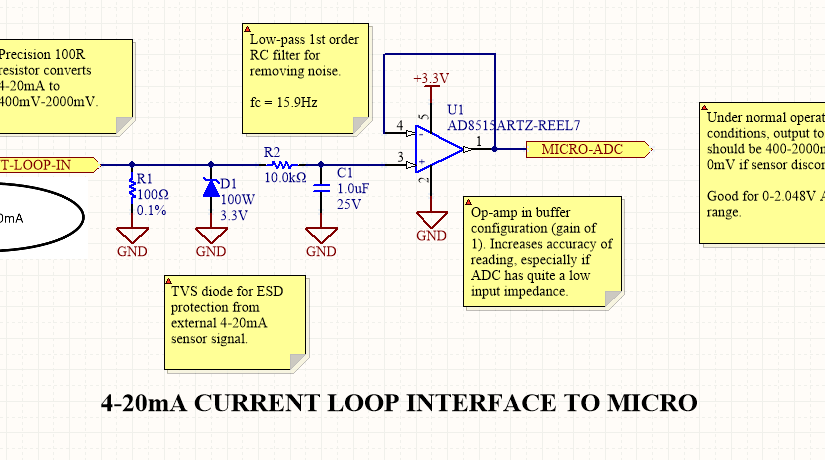 Precision 100R
resistor converts
4-20mA to
400mV-2000mV.
Low-pass 1st order
RC filter for
removing noise.
fc = 15.9Hz
+3.3V
U1
AD8515ARTZ-REEL7
5
4
-
3
+
1
2
MICRO-ADC
GND
T-LOOP-IN
0mA
R1
100Ω
0.1%
GND
D1
100W
3.3V
GND
R2
10.0kΩ
C1
1.0uF
25V
GND
Under normal operat
conditions, output to
should be 400-2000m
0mV if sensor discon
Good for 0-2.048V A
range.
Op-amp in buffer
configuration (gain of
1). Increases accuracy of
reading, especially if
ADC has quite a low
input impedance.
TVS diode for ESD
protection from
external 4-20mA
sensor signal.
4-20mA CURRENT LOOP INTERFACE TO MICRO